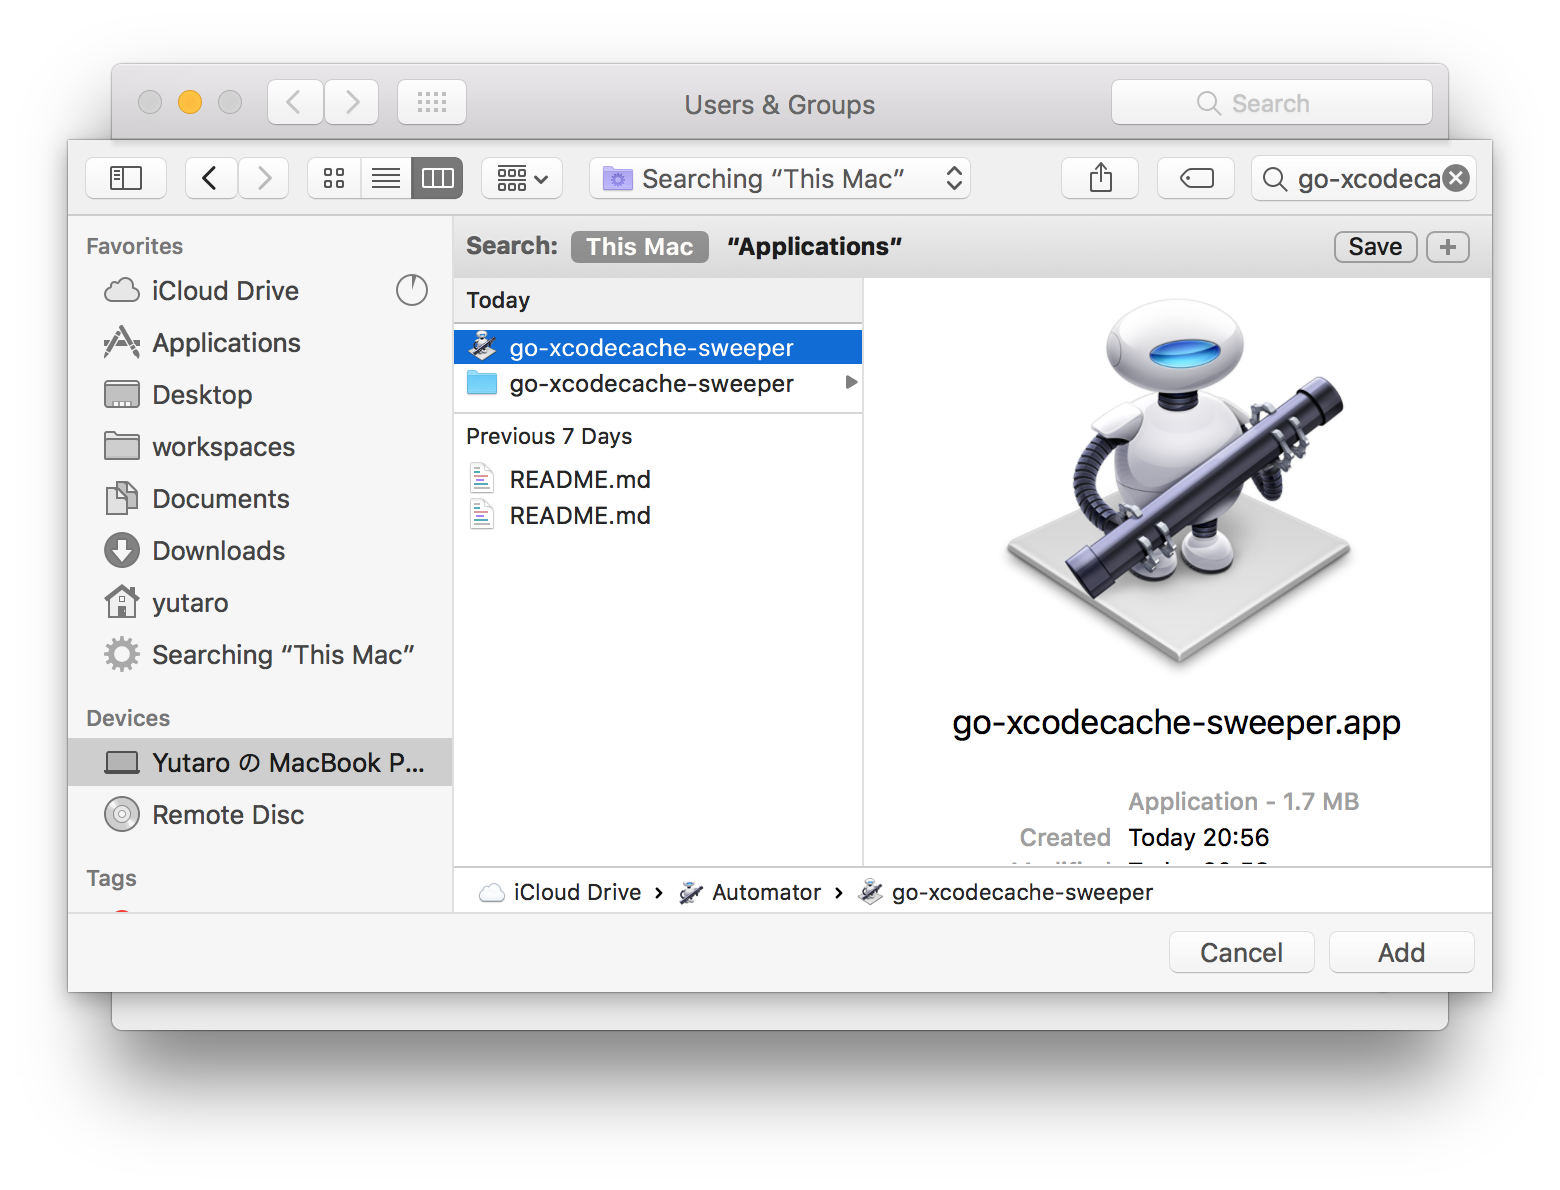 Users & Groups
Search
Searching “This Mac”
go-xcodeca
Favorites
iCloud Drive
Applications
Desktop
workspaces
Documents
Downloads
yutaro
Searching “This Mac”
Devices
Yutaro の MacBook P...
Remote Disc
Tags
Search: This Mac “Applications” Save +
Today
go-xcodecache-sweeper
go-xcodecache-sweeper
Previous 7 Days
README.md
README.md
go-xcodecache-sweeper.app
Application - 1.7 MB
Created Today 20:56
iCloud Drive › Automator › go-xcodecache-sweeper
Cancel Add